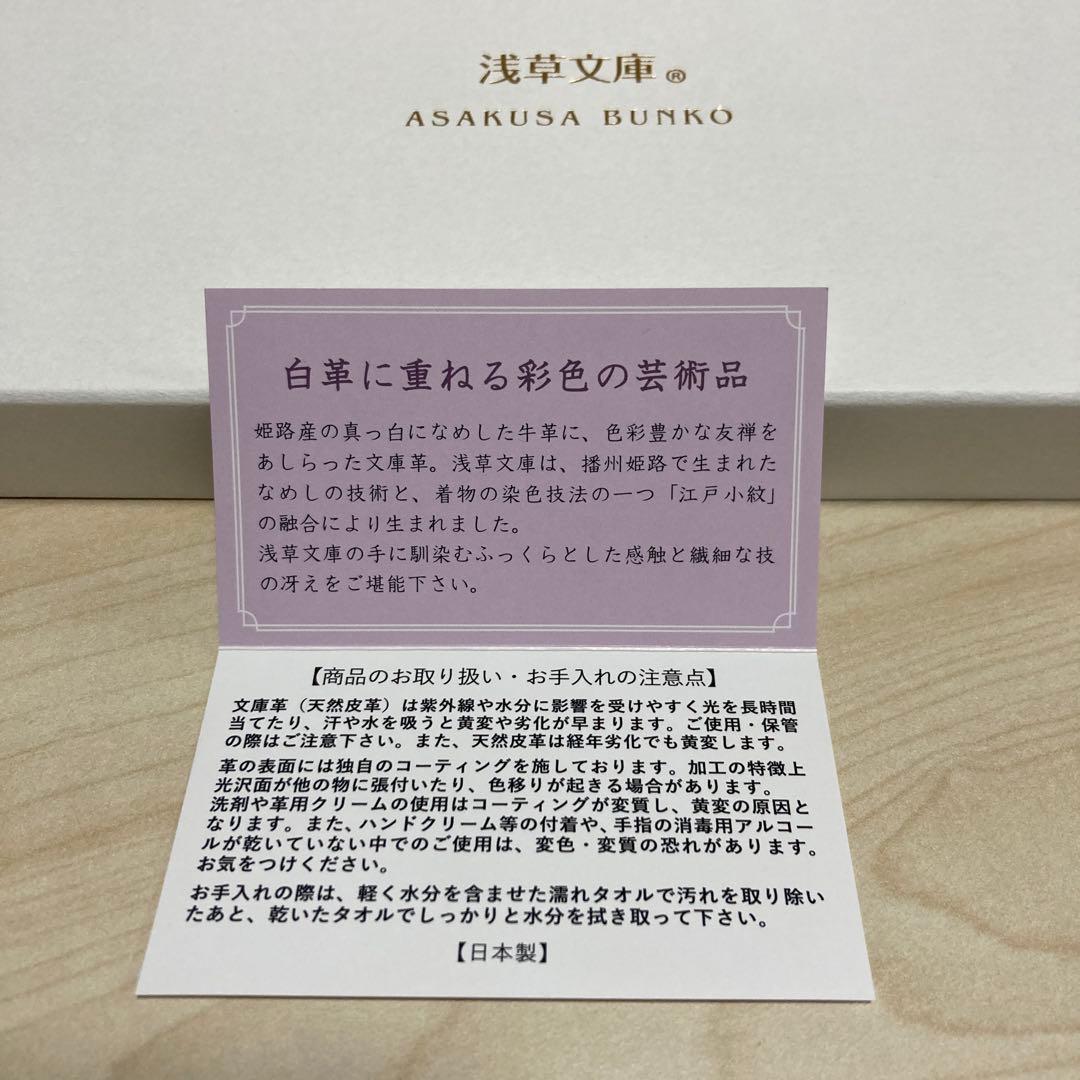 浅草文庫®
ASAKUSA BUNKO
白革に重ねる彩色の芸術品
姫路産の真っ白になめした牛革に、色彩豊かな友禅を
あしらった文庫革。浅草文庫は、播州姫路で生まれた
なめしの技術と、着物の染色技法の一つ「江戸小紋」
の融合により生まれました。
浅草文庫の手に馴染むふっくらとした感触と繊細な技
の冴えをご堪能下さい。
【商品のお取り扱い・お手入れの注意点】
文庫革（天然皮革）は紫外線や水分に影響を受けやすく光を長時間
当てたり、汗や水を吸うと黄変や劣化が早まります。ご使用・保管
の際はご注意下さい。また、天然皮革は経年劣化でも黄変します。
革の表面には独自のコーティングを施しております。加工の特徴上
光沢面が他の物に張付いたり、色移りが起きる場合があります。
洗剤や革用クリームの使用はコーティングが変質し、黄変の原因と
なります。また、ハンドクリーム等の付着や、手指の消毒用アルコー
ルが乾いていない中でのご使用は、変色・変質の恐れがあります。
お気をつけください。
お手入れの際は、軽く水分を含ませた濡れタオルで汚れを取り除い
たあと、乾いたタオルでしっかりと水分を拭き取って下さい。
【日本製】